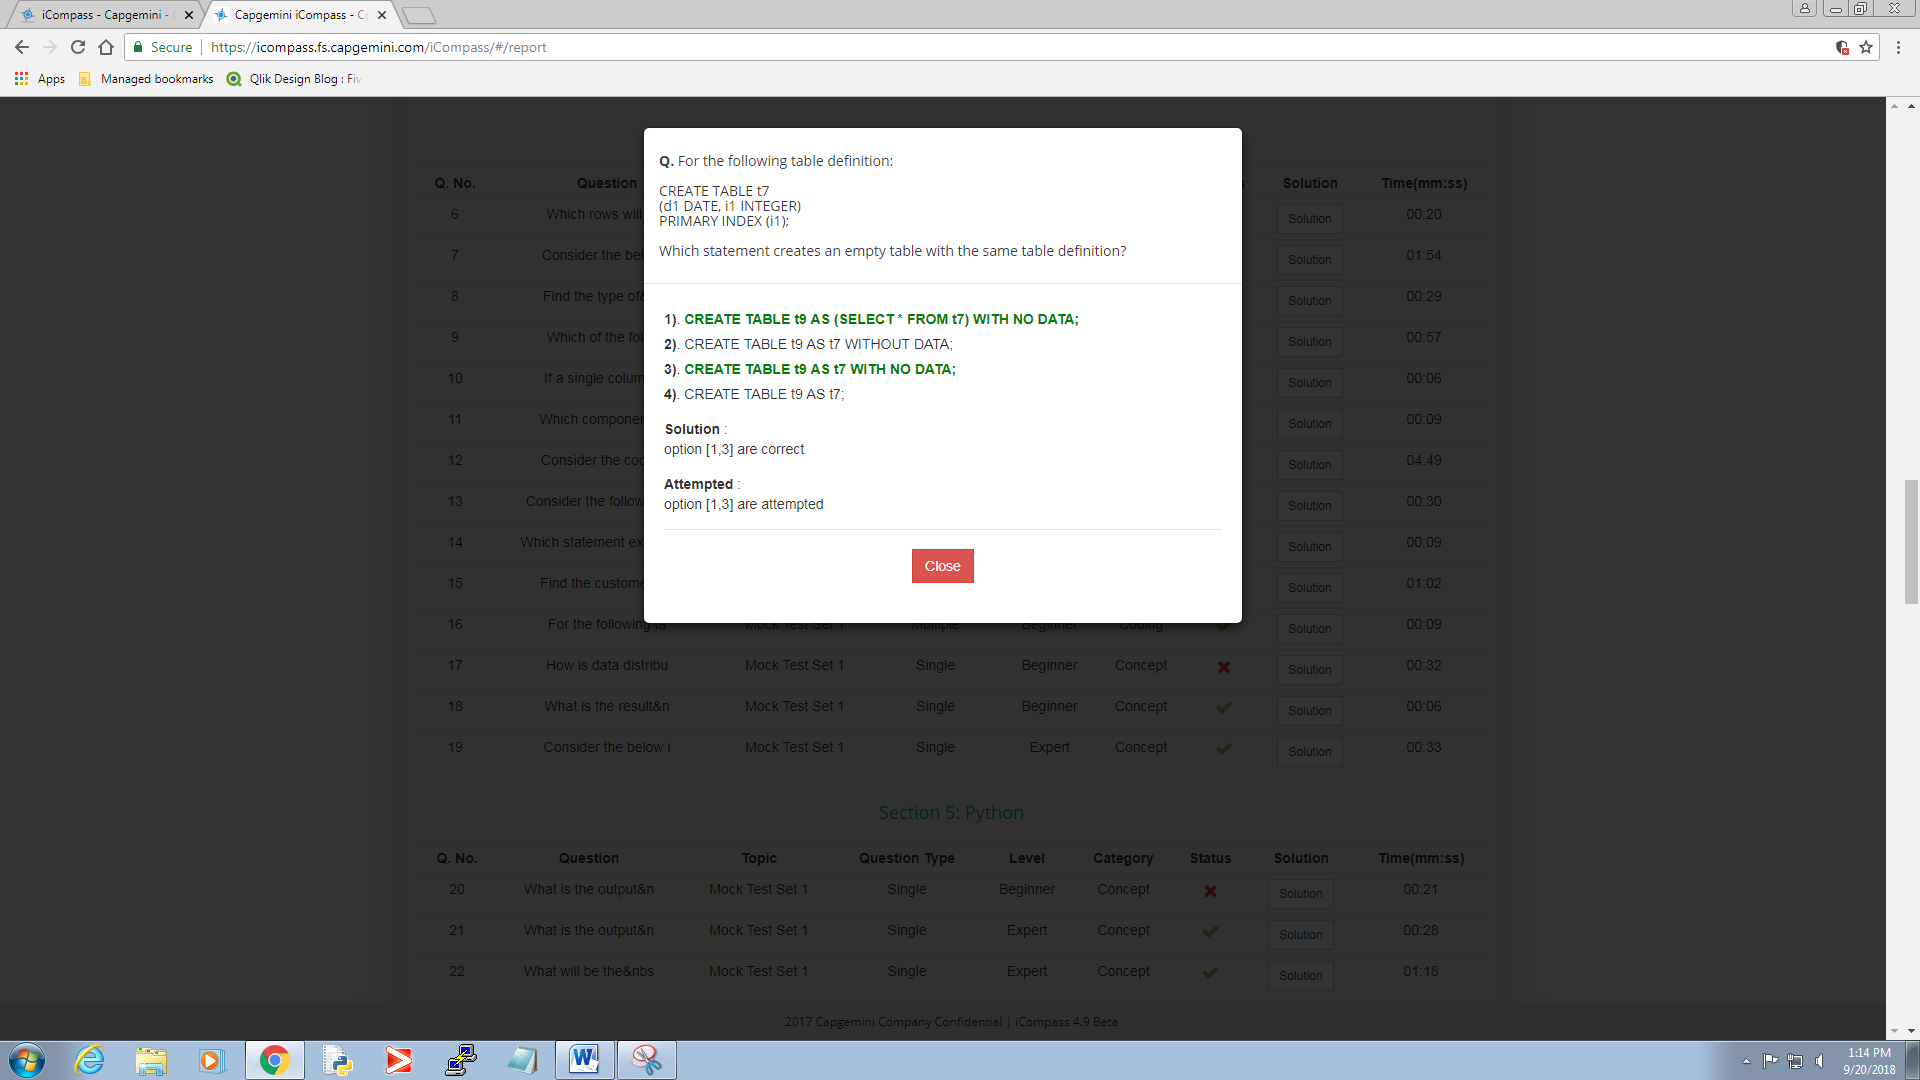 iCompass - Capgemini -
Capgemini iCompass - Co
Secure
https://icompass.fs.capgemini.com/iCompass/#/report
Apps
Managed bookmarks
Qlik Design Blog : Fiv
Q. For the following table definition:
CREATE TABLE t7
(d1 DATE, i1 INTEGER)
PRIMARY INDEX (i1);
Which statement creates an empty table with the same table definition?
1). CREATE TABLE t9 AS (SELECT * FROM t7) WITH NO DATA;
2). CREATE TABLE t9 AS t7 WITHOUT DATA;
3). CREATE TABLE t9 AS t7 WITH NO DATA;
4). CREATE TABLE t9 AS t7;
Solution :
option [1,3] are correct
Attempted :
option [1,3] are attempted
Close
Q. No. Question Solution Time(mm:ss)
6 Which rows will Solution 00:20
7 Consider the bel Solution 01:54
8 Find the type of& Solution 00:29
9 Which of the fol Solution 00:57
10 If a single colum Solution 00:06
11 Which componen Solution 00:09
12 Consider the coo Solution 04:49
13 Consider the follow Solution 00:30
14 Which statement ex Solution 00:09
15 Find the custome Solution 01:02
16 For the following ta Mock Test Set 1 Multiple Beginner Coding Solution 00:09
17 How is data distribu Mock Test Set 1 Single Beginner Concept Solution 00:32
18 What is the result&n Mock Test Set 1 Single Beginner Concept Solution 00:06
19 Consider the below i Mock Test Set 1 Single Expert Concept Solution 00:33
Section 5: Python
Q. No. Question Topic Question Type Level Category Status Solution Time(mm:ss)
20 What is the output&n Mock Test Set 1 Single Beginner Concept Solution 00:21
21 What is the output&n Mock Test Set 1 Single Expert Concept Solution 00:28
22 What will be the&nbs Mock Test Set 1 Single Expert Concept Solution 01:18
2017 Capgemini Company Confidential | iCompass 4.9 Beta
1:14 PM
9/20/2018